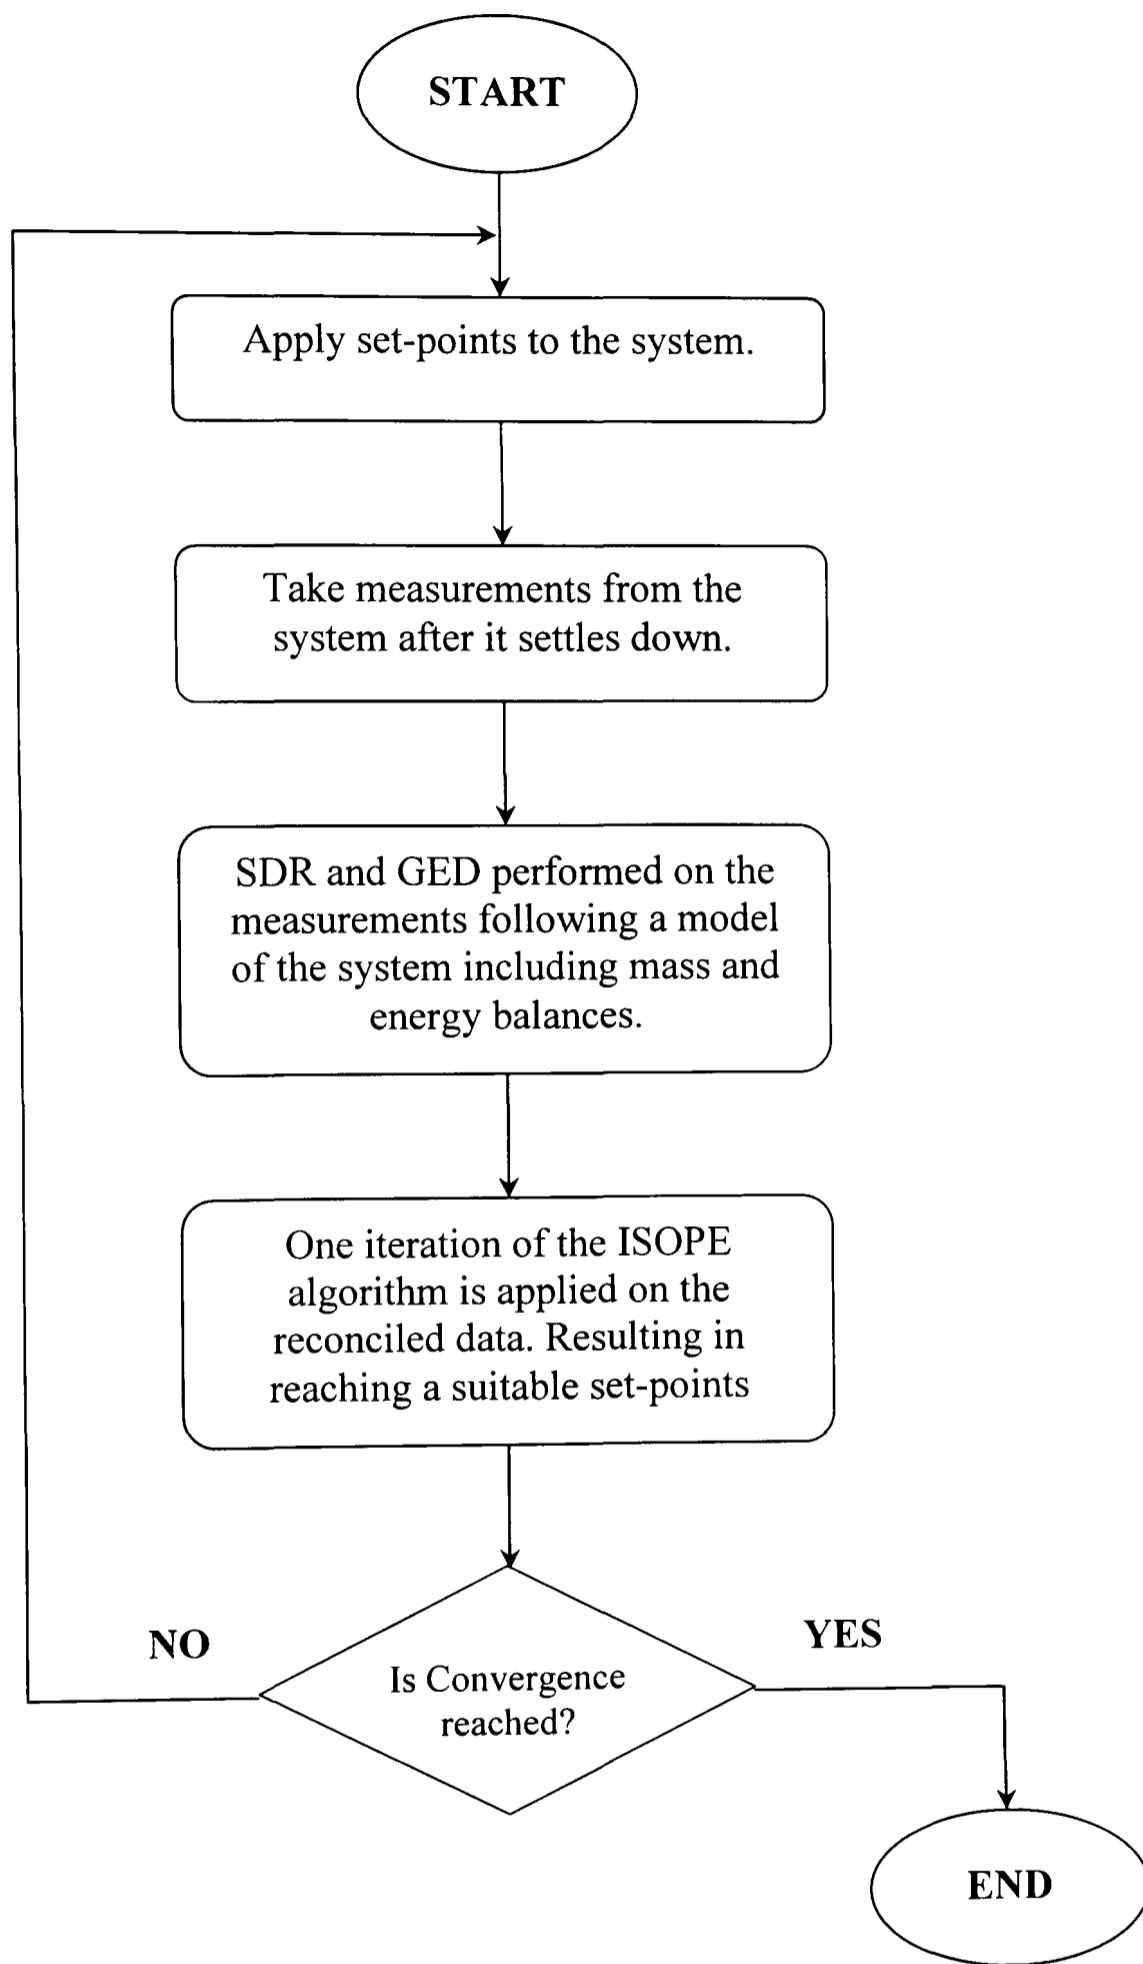 START
Apply set-points to the system.
Take measurements from the
system after it settles down.
SDR and GED performed on the
measurements following a model
of the system including mass and
energy balances.
One iteration of the ISOPE
algorithm is applied on the
reconciled data. Resulting in
reaching a suitable set-points
NO
YES
Is Convergence
reached?
END